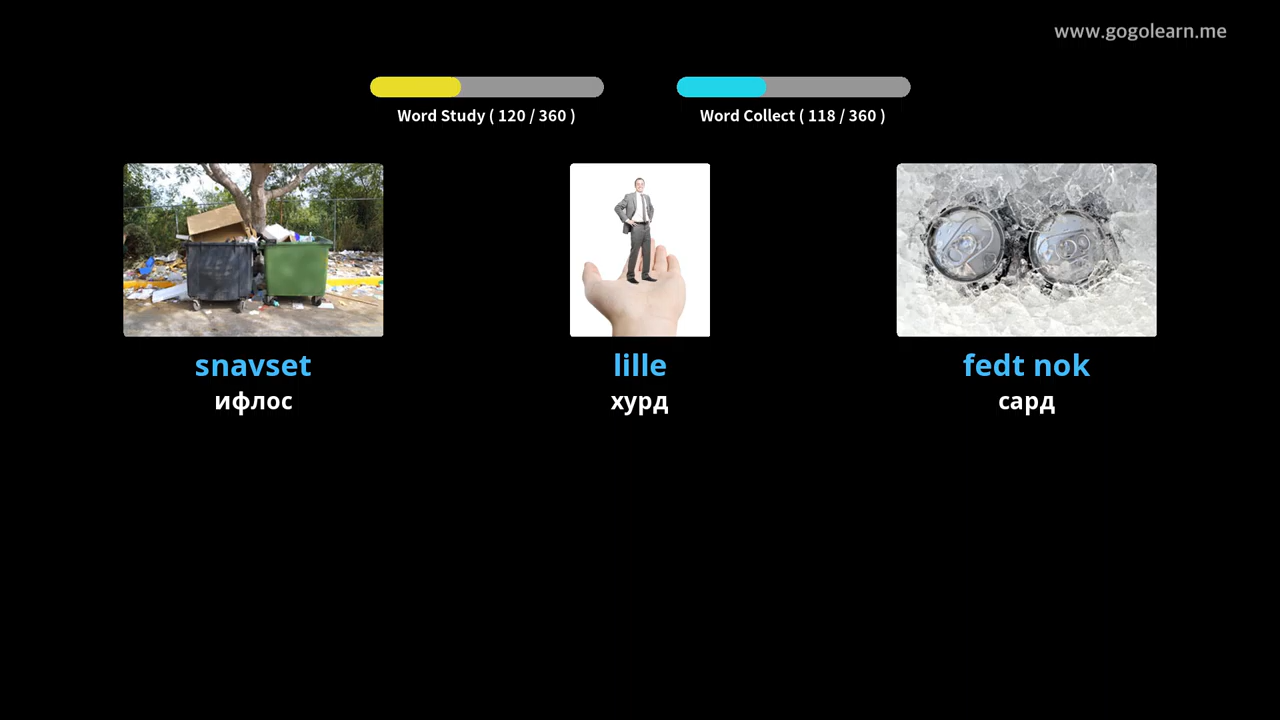 www.gogolearn.me
Word Study ( 120 / 360 )
Word Collect ( 118 / 360 )
snavset
lille
fedt nok
ифлос
хурд
сард